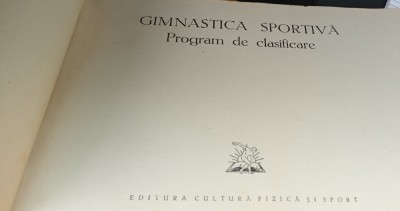 GIMNASTICA SPORTIVĂ
Program de clasificare
EDITURA CULTURĂ FIZICĂ ȘI SPORT